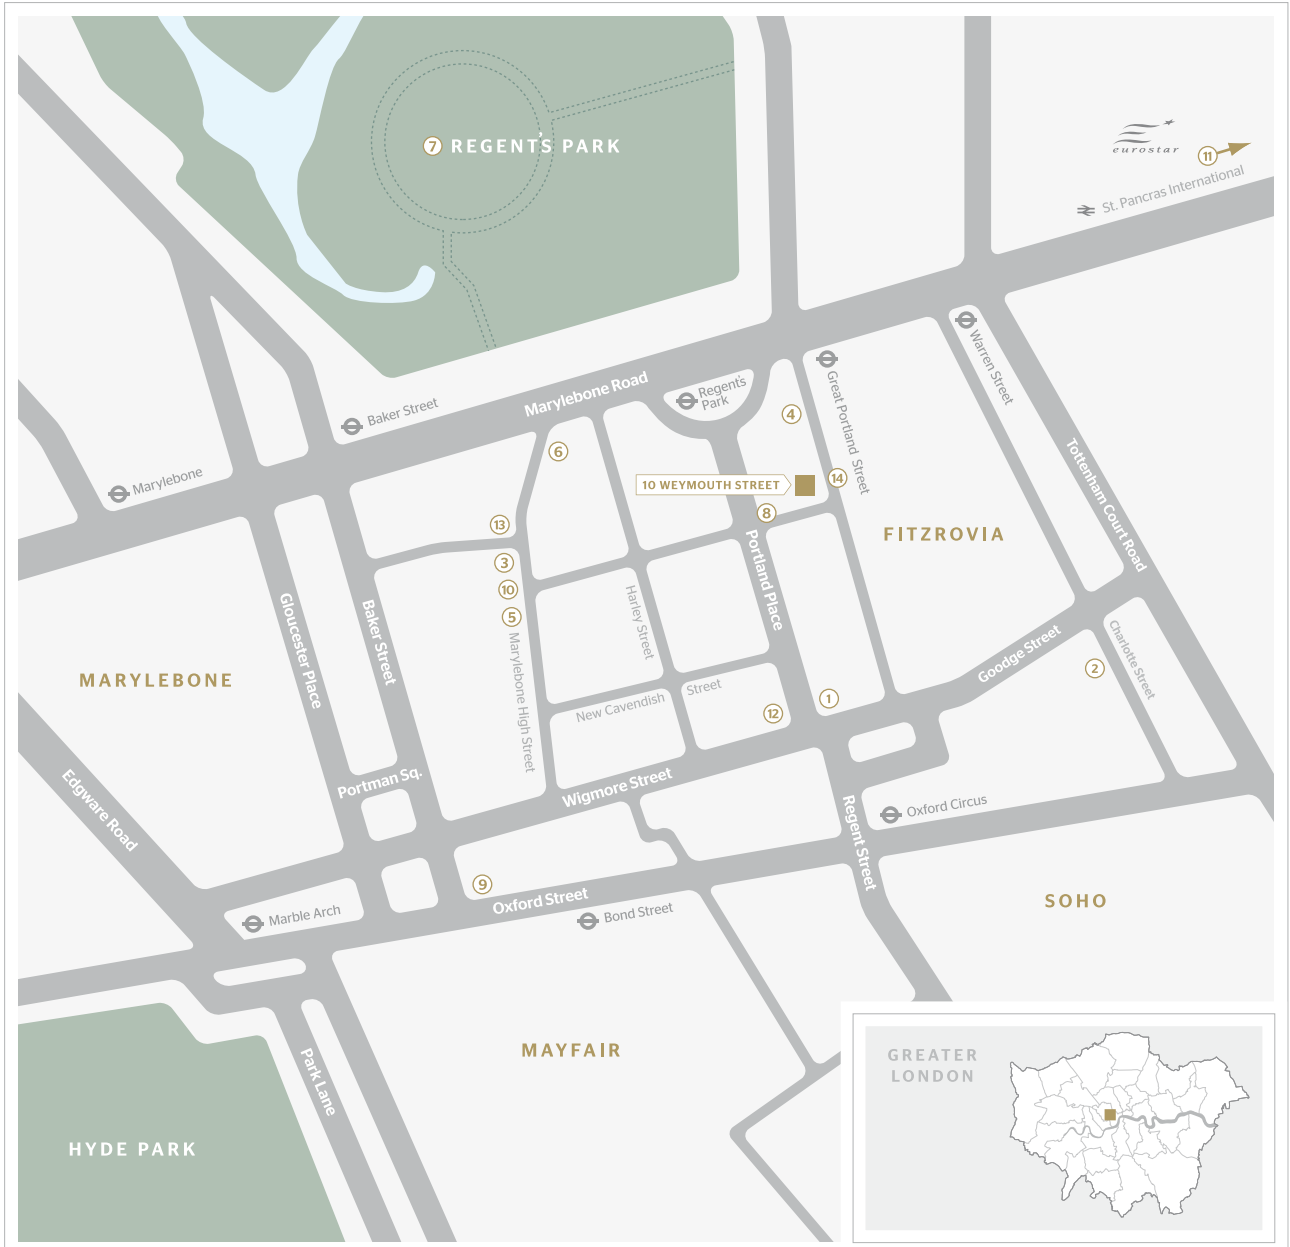 7 REGENT'S PARK
eurostar
11
St. Pancras International
Warren Street
Great Portland Street
Marylebone Road
Regent's
Park
Baker Street
4
6
Marylebone
Tottenham Court Road
10 WEYMOUTH STREET
14
8
13
FITZROVIA
3
10
5
Portland Place
Harley Street
Gloucester Place
Baker Street
Marylebone High Street
Goodge Street
Charlotte Street
2
MARYLEBONE
New Cavendish Street
1
12
Portman Sq.
Wigmore Street
Edgware Road
Regent Street
Oxford Circus
9
Oxford Street
SOHO
Marble Arch
Bond Street
MAYFAIR
Park Lane
HYDE PARK
GREATER
LONDON